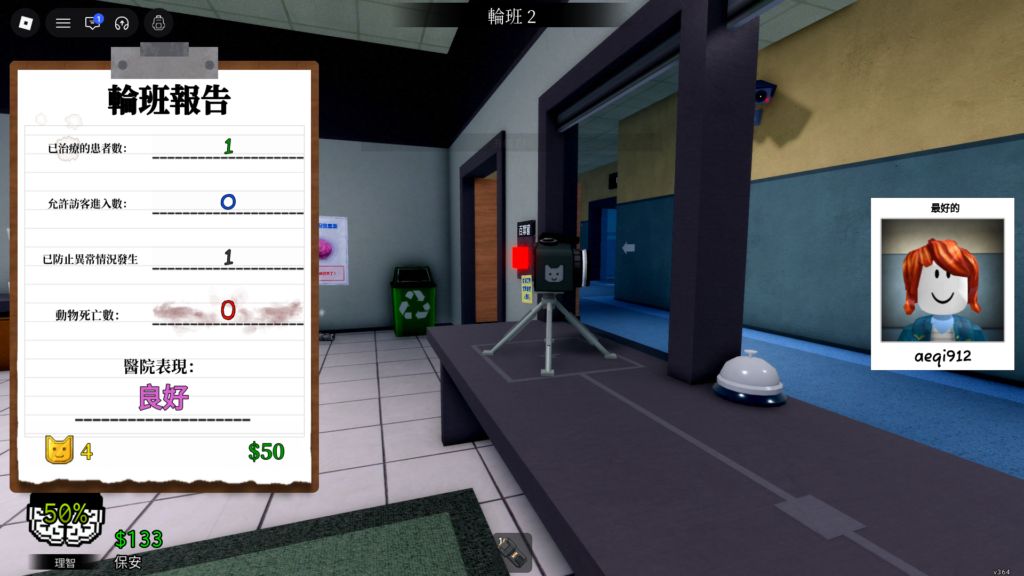 1
輪班 2
輪班報告
已治療的患者數: 1
允許訪客進入數: 0
已防止異常情況發生 1
動物死亡數: 0
醫院表現:
良好
4 $50
50%
理智
$133
保安
1
最好的
aeqi912
v364